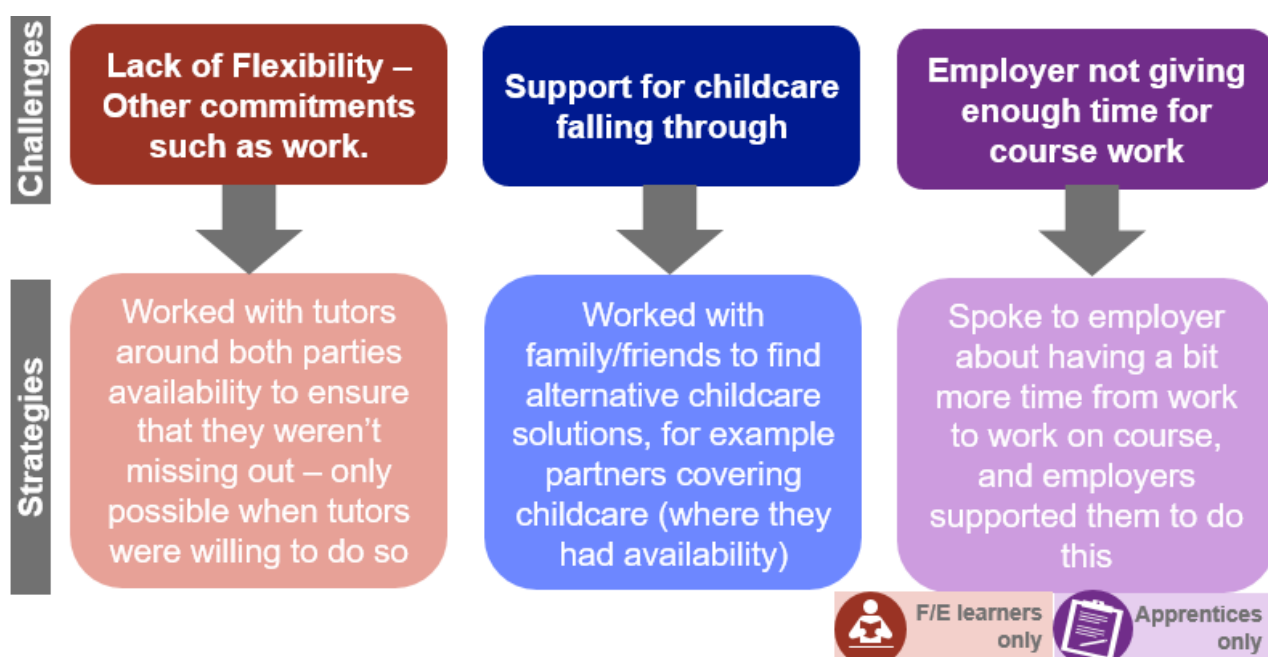 Challenges
Lack of Flexibility –
Other commitments
such as work.
Support for childcare
falling through
Employer not giving
enough time for
course work
Strategies
Worked with tutors
around both parties
availability to ensure
that they weren’t
missing out – only
possible when tutors
were willing to do so
Worked with
family/friends to find
alternative childcare
solutions, for example
partners covering
childcare (where they
had availability)
Spoke to employer
about having a bit
more time from work
to work on course,
and employers
supported them to do
this
F/E learners
only
Apprentices
only